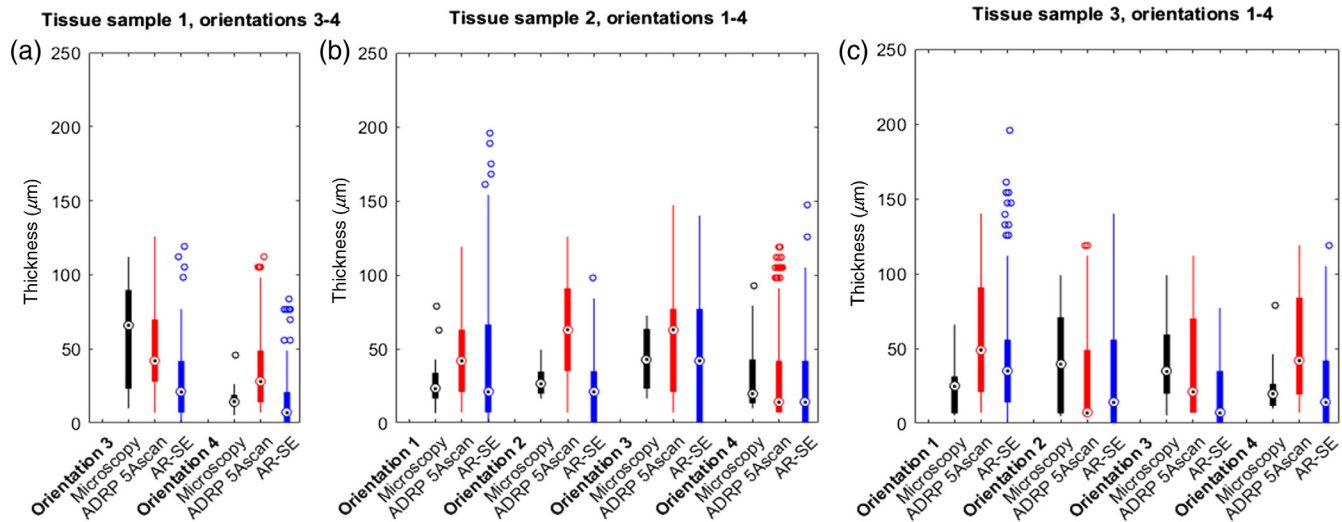 Tissue sample 1, orientations 3-4
Tissue sample 2, orientations 1-4
Tissue sample 3, orientations 1-4
(a)
250
200
150
100
50
0
Thickness (μm)
Orientation 3
Microscopy
ADRP 5Ascan
AR-SE
Orientation 4
Microscopy
ADRP 5Ascan
AR-SE
(b)
250
200
150
100
50
0
Thickness (μm)
Orientation 1
Microscopy
ADRP 5Ascan
AR-SE
Orientation 2
Microscopy
ADRP 5Ascan
AR-SE
Orientation 3
Microscopy
ADRP 5Ascan
AR-SE
Orientation 4
Microscopy
ADRP 5Ascan
AR-SE
(c)
250
200
150
100
50
0
Thickness (μm)
Orientation 1
Microscopy
ADRP 5Ascan
AR-SE
Orientation 2
Microscopy
ADRP 5Ascan
AR-SE
Orientation 3
Microscopy
ADRP 5Ascan
AR-SE
Orientation 4
Microscopy
ADRP 5Ascan
AR-SE